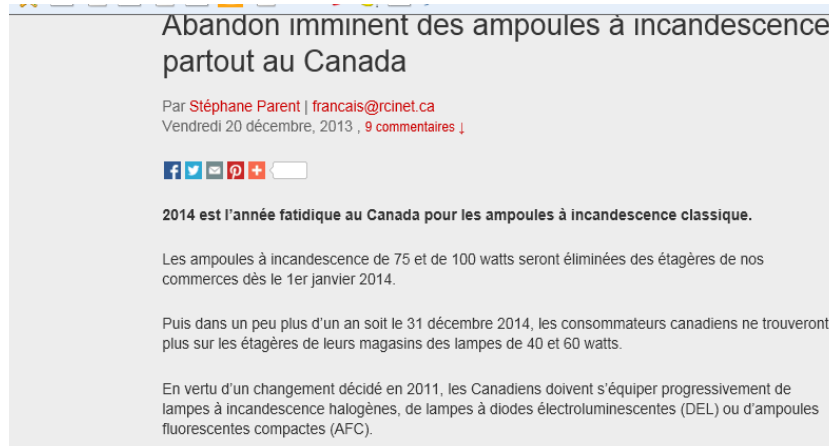 Abandon imminent des ampoules à incandescence
partout au Canada
Par Stéphane Parent | francais@rcinet.ca
Vendredi 20 décembre, 2013 , 9 commentaires ↓
2014 est l’année fatidique au Canada pour les ampoules à incandescence classique.
Les ampoules à incandescence de 75 et de 100 watts seront éliminées des étagères de nos
commerces dès le 1er janvier 2014.
Puis dans un peu plus d’un an soit le 31 décembre 2014, les consommateurs canadiens ne trouveront
plus sur les étagères de leurs magasins des lampes de 40 et 60 watts.
En vertu d’un changement décidé en 2011, les Canadiens doivent s’équiper progressivement de
lampes à incandescence halogènes, de lampes à diodes électroluminescentes (DEL) ou d’ampoules
fluorescentes compactes (AFC).